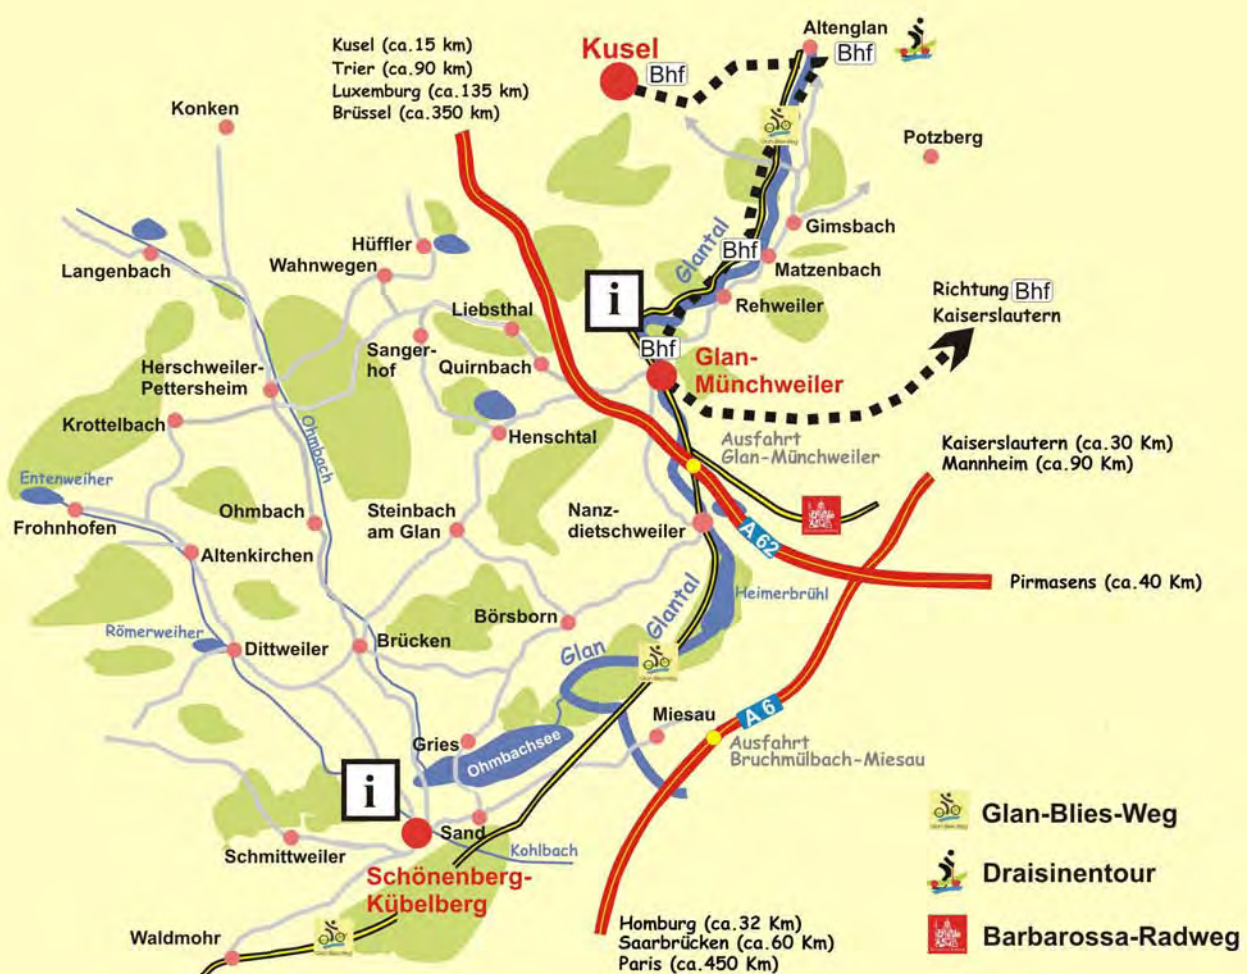 Altenglan
Bhf
Kusel
Bhf
Kusel (ca.15 km)
Trier (ca.90 km)
Luxemburg (ca.135 km)
Brüssel (ca.350 km)
Konken
Potzberg
Gimsbach
Glantal
Hüffler
Wahnwegen
Langenbach
Bhf
Matzenbach
Rehweiler
i
Richtung Bhf
Kaiserslautern
Liebsthal
Sanger-
hof
Quirnbach
Bhf
Glan-
Münchweiler
Herschweiler-
Pettersheim
Krottelbach
Ohmbach
Henschtal
Ausfahrt
Glan-Münchweiler
Kaiserslautern (ca.30 Km)
Mannheim (ca.90 Km)
Entenweiher
Frohnhofen
Ohmbach
Steinbach
am Glan
Nanz-
dietschweiler
A 62
Altenkirchen
Pirmasens (ca.40 Km)
Heimerbrühl
Glantal
Börsborn
Römerweiher
Dittweiler
Brücken
Glan
Miesau
A 6
Gries
Ohmbachsee
Ausfahrt
Bruchmülbach-Miesau
i
Sand
Kohlbach
Schmittweiler
Schönenberg-
Kübelberg
Waldmohr
Homburg (ca.32 Km)
Saarbrücken (ca.60 Km)
Paris (ca.450 Km)
Glan-Blies-Weg
Draisinentour
Barbarossa-Radweg